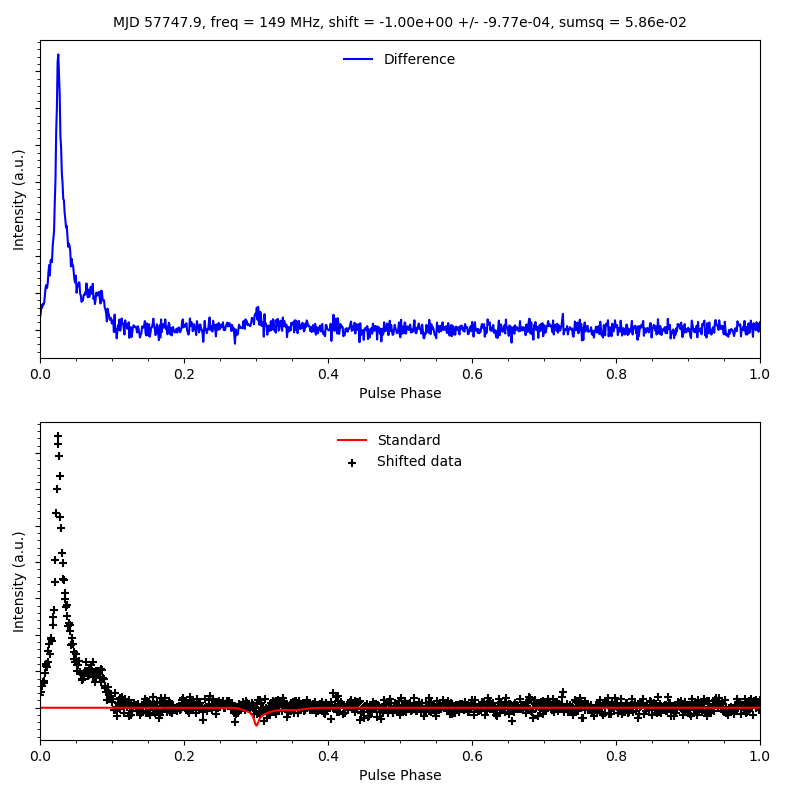 MJD 57747.9, freq = 149 MHz, shift = -1.00e+00 +/- -9.77e-04, sumsq = 5.86e-02
Difference
Intensity (a.u.)
0.0 0.2 0.4 0.6 0.8 1.0
Pulse Phase
Standard
Shifted data
Intensity (a.u.)
0.0 0.2 0.4 0.6 0.8 1.0
Pulse Phase